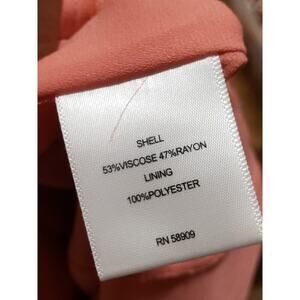 SHELL
53%VISCOSE 47%RAYON
LINING
100%POLYESTER
RN 58909